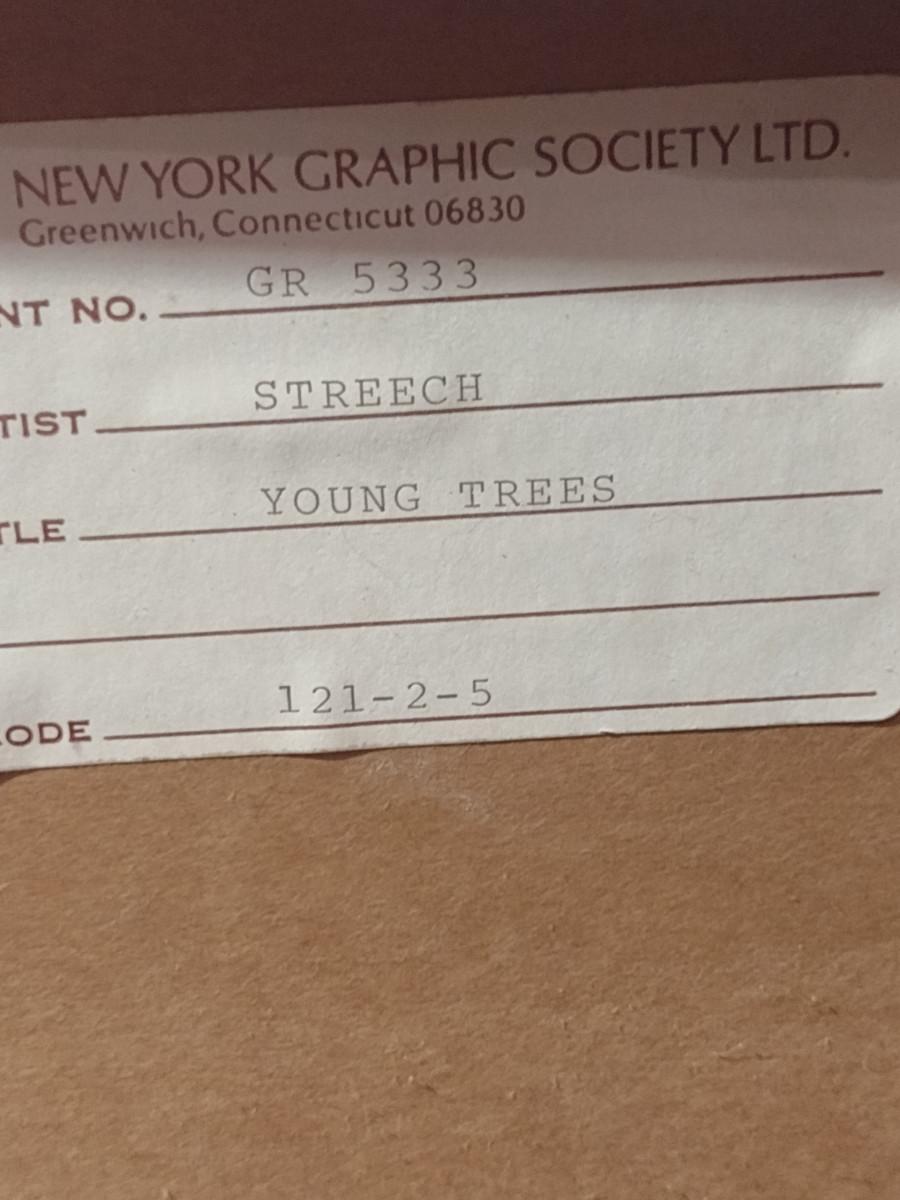 NEW YORK GRAPHIC SOCIETY LTD.
Greenwich, Connecticut 06830
NT NO. GR 5333
TIST STREECH
TLE YOUNG TREES
ODE 121-2-5